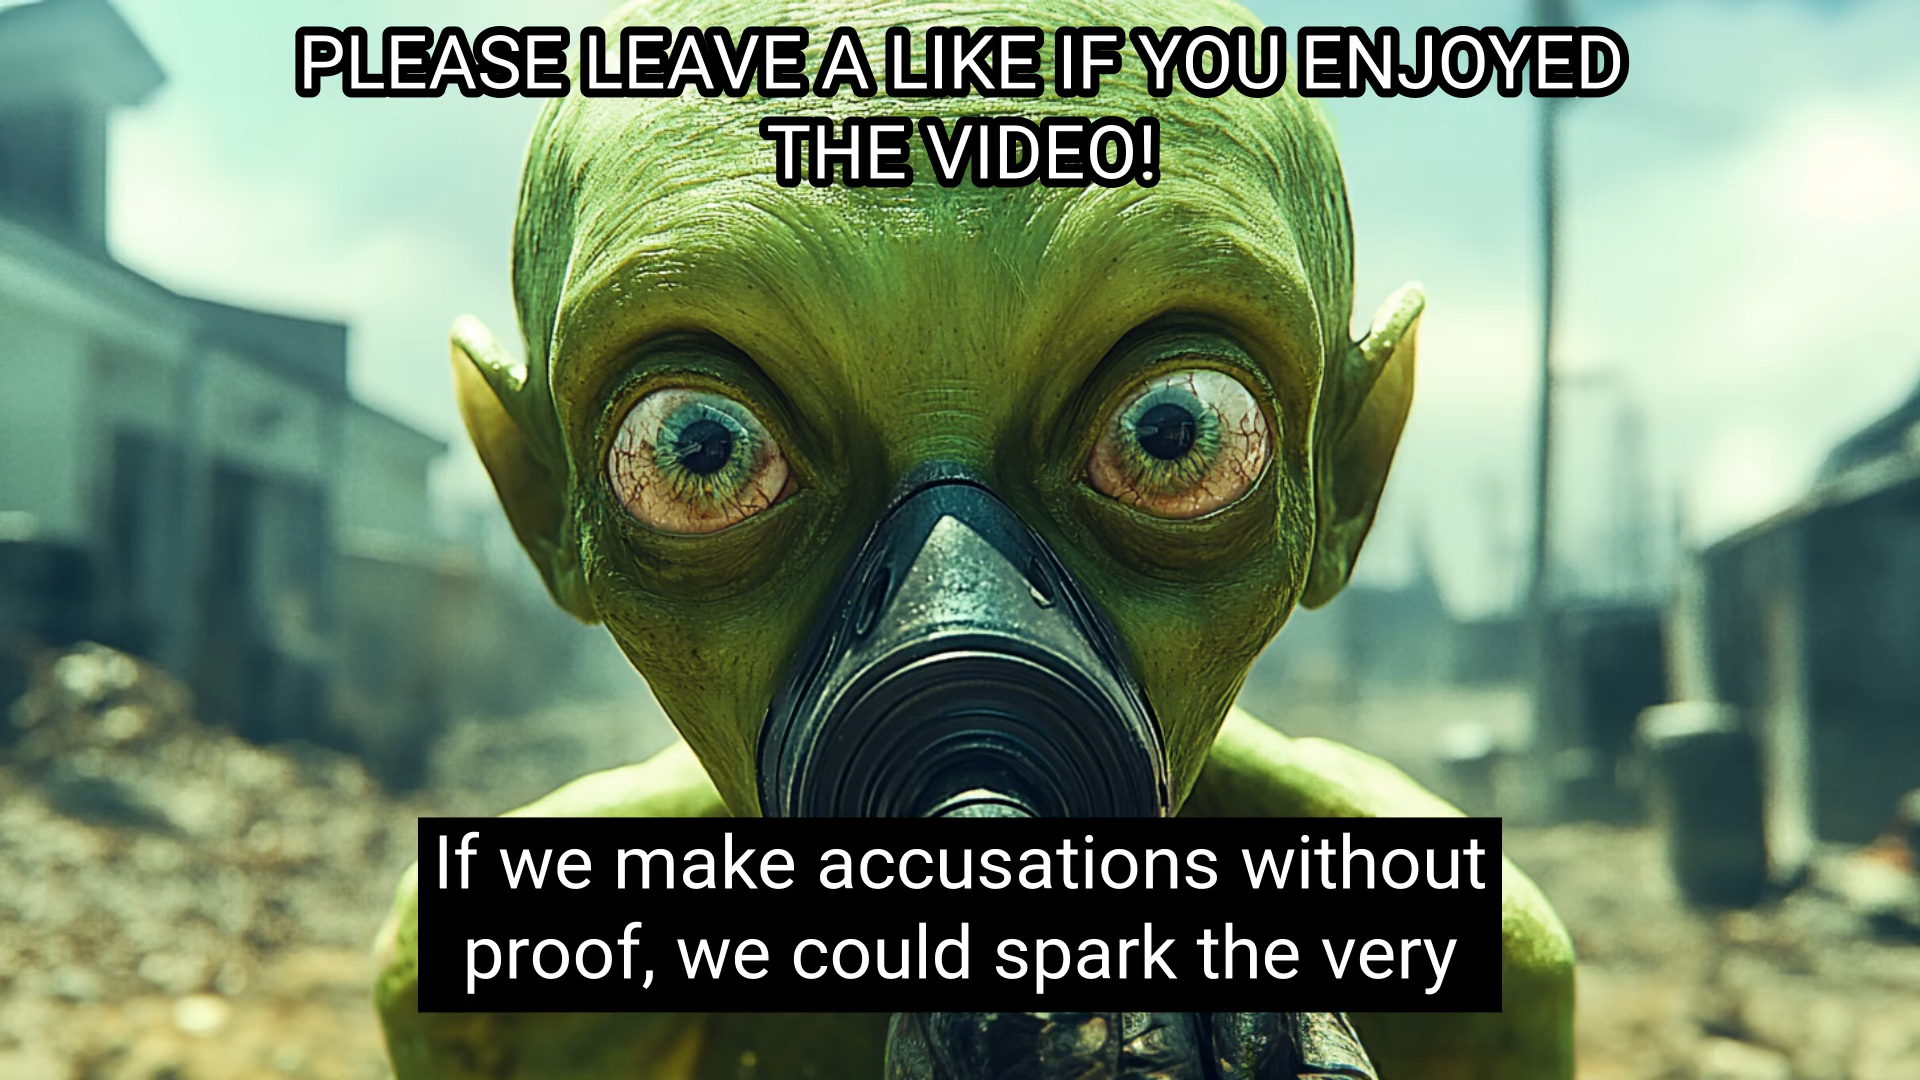 PLEASE LEAVE A LIKE IF YOU ENJOYED
THE VIDEO!
If we make accusations without
proof, we could spark the very